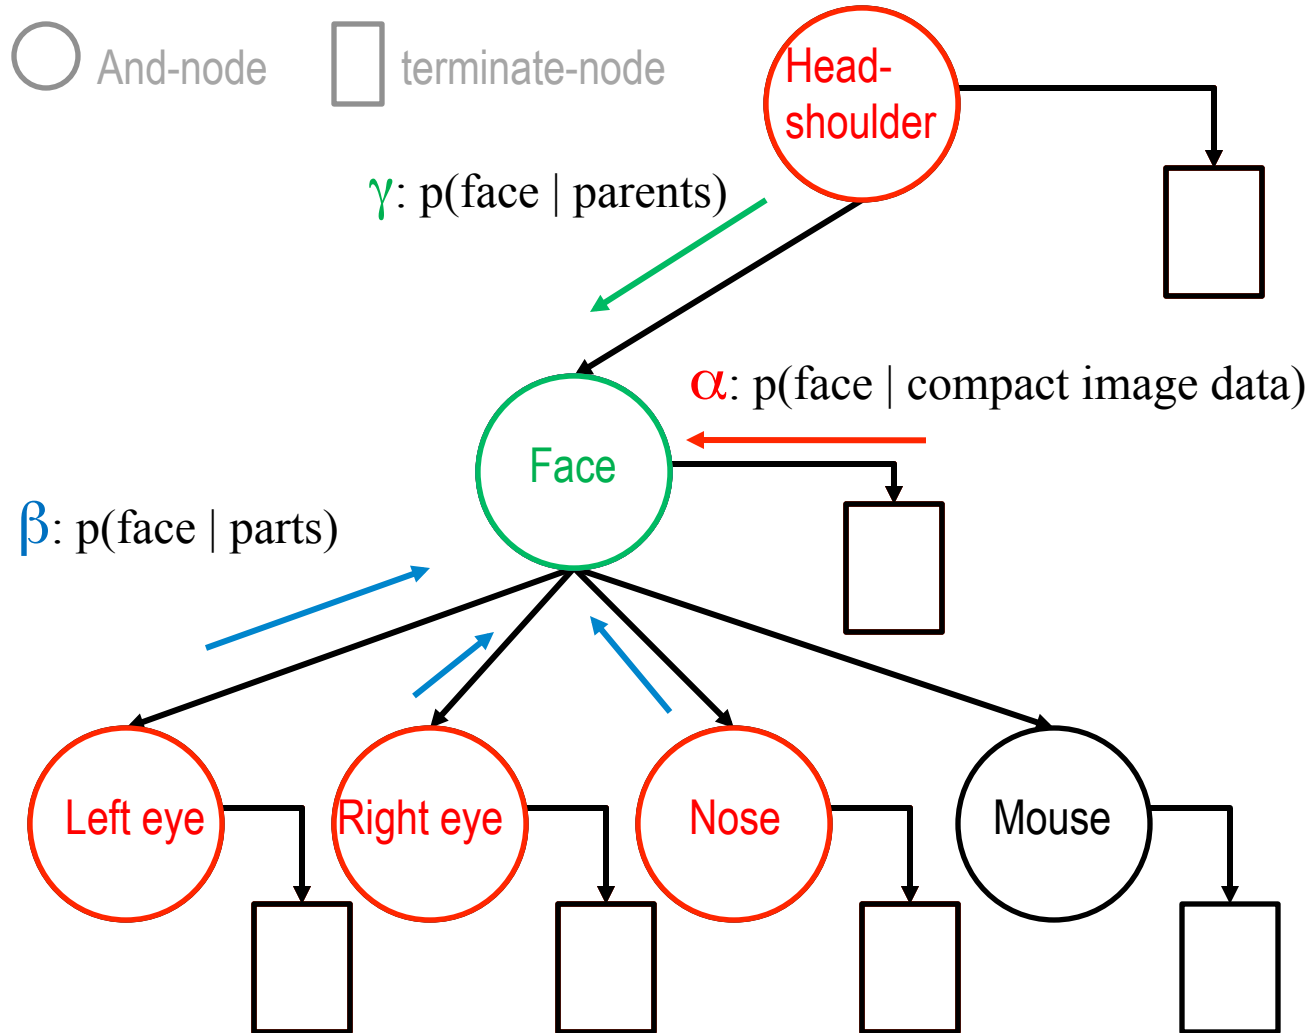 And-node
terminate-node
Head-
shoulder
γ: p(face | parents)
α: p(face | compact image data)
Face
β: p(face | parts)
Left eye
Right eye
Nose
Mouse